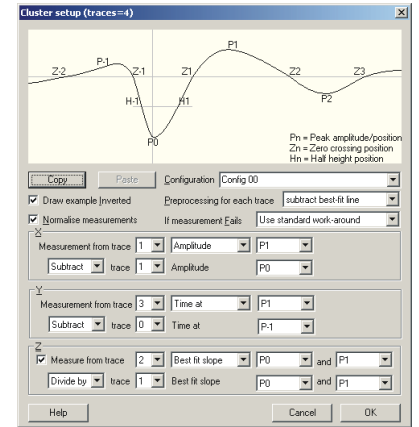 Cluster setup (traces=4)
P1
Z-2 P-1 Z-1 Z1 Z2 Z3
H-1 H1 P2
P0
Pn = Peak amplitude/position
Zn = Zero crossing position
Hn = Half height position
Copy Paste Configuration Config 00
Draw example Inverted Preprocessing for each trace subtract best-fit line
Normalise measurements If measurement Fails Use standard work-around
X
Measurement from trace 1 Amplitude P1
Subtract trace 1 Amplitude P0
Y
Measurement from trace 3 Time at P1
Subtract trace 0 Time at P-1
Z
Measure from trace 2 Best fit slope P0 and P1
Divide by trace 1 Best fit slope P0 and P1
Help Cancel OK